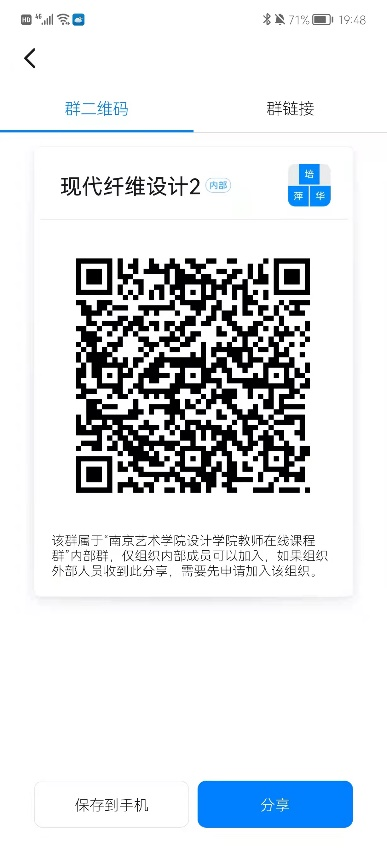 HD 4G 71% 19:48
群二维码 群链接
现代纤维设计2 内部
培
萍 华
该群属于“南京艺术学院设计学院教师在线课程
群”内部群，仅组织内部成员可以加入，如果组织
外部人员收到此分享，需要先申请加入该组织。
保存到手机 分享